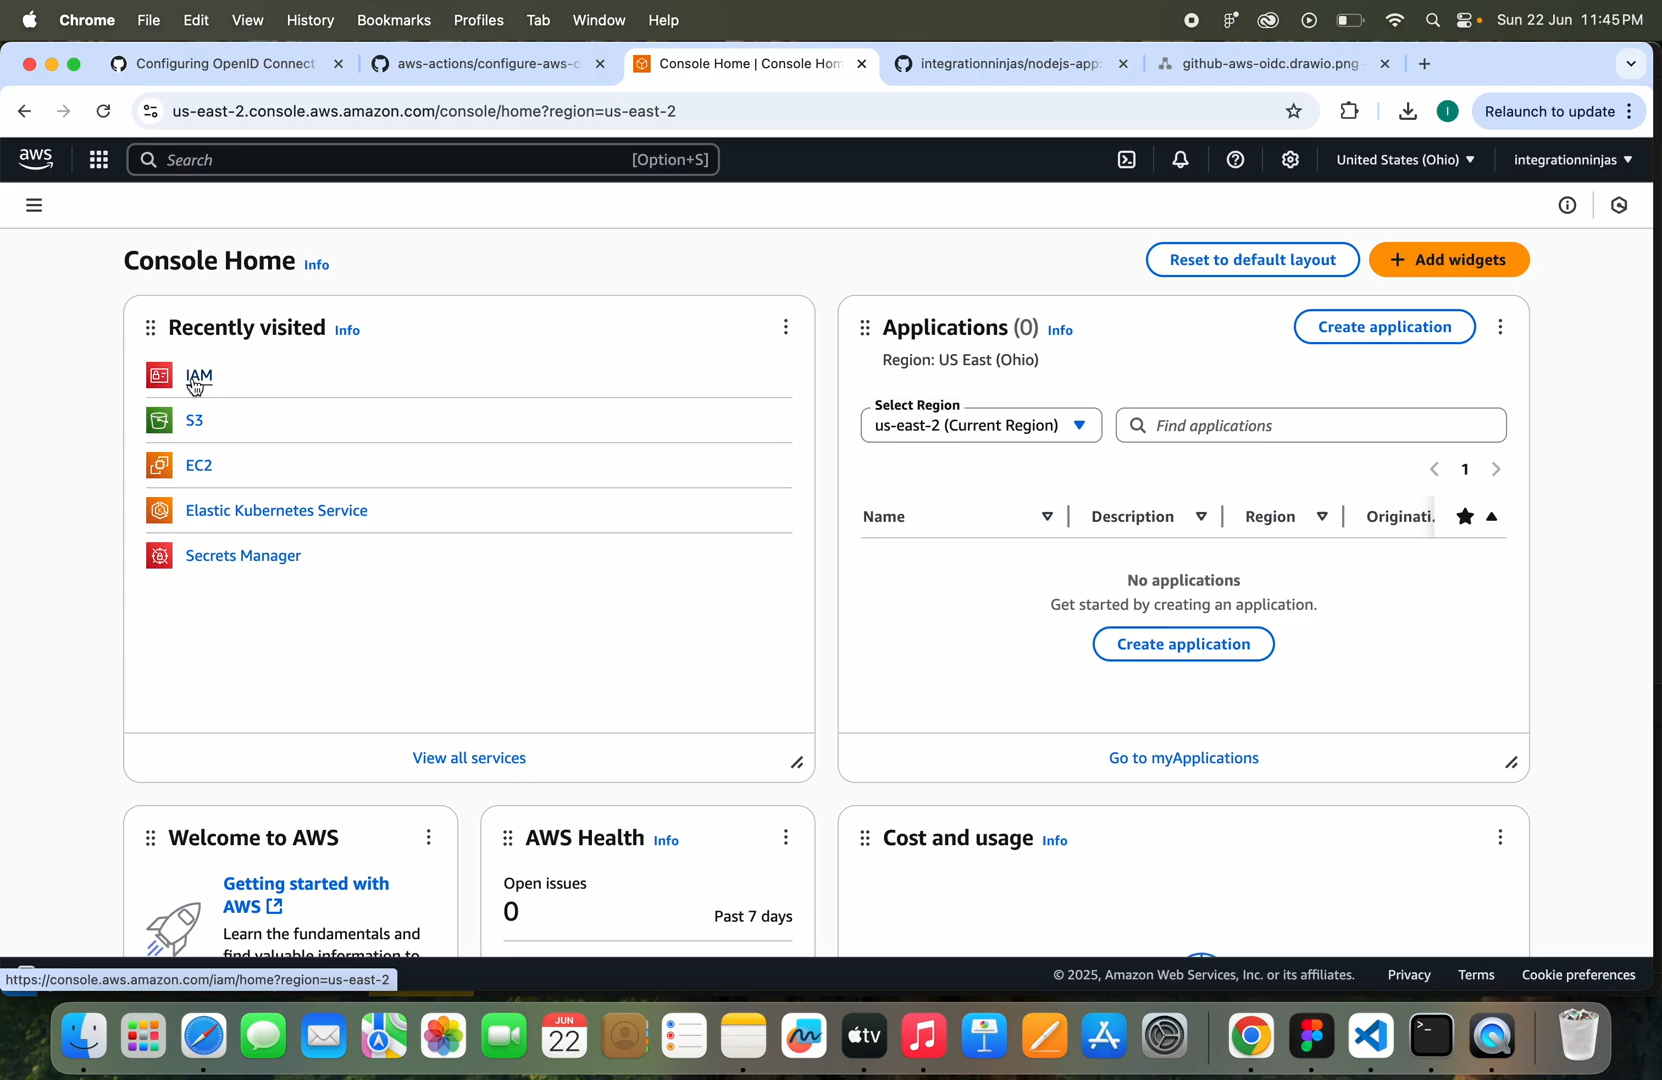 Chrome File Edit View History Bookmarks Profiles Tab Window Help Sun 22 Jun 11:45 PM
Configuring OpenID Connect aws-actions/configure-aws-c Console Home | Console Hom integrationninjas/nodejs-app: github-aws-oidc.drawio.png
us-east-2.console.aws.amazon.com/console/home?region=us-east-2 I Relaunch to update
aws Search [Option+S] United States (Ohio) integrationninjas
Console Home Info Reset to default layout + Add widgets
Recently visited Info
IAM
S3
EC2
Elastic Kubernetes Service
Secrets Manager
View all services
Applications (0) Info Create application
Region: US East (Ohio)
Select Region
us-east-2 (Current Region) Find applications
1
Name Description Region Originati.
No applications
Get started by creating an application.
Create application
Go to myApplications
Welcome to AWS
Getting started with
AWS
Learn the fundamentals and
find valuable information to
AWS Health Info
Open issues
0 Past 7 days
Cost and usage Info
https://console.aws.amazon.com/iam/home?region=us-east-2 © 2025, Amazon Web Services, Inc. or its affiliates. Privacy Terms Cookie preferences
JUN
22
tv